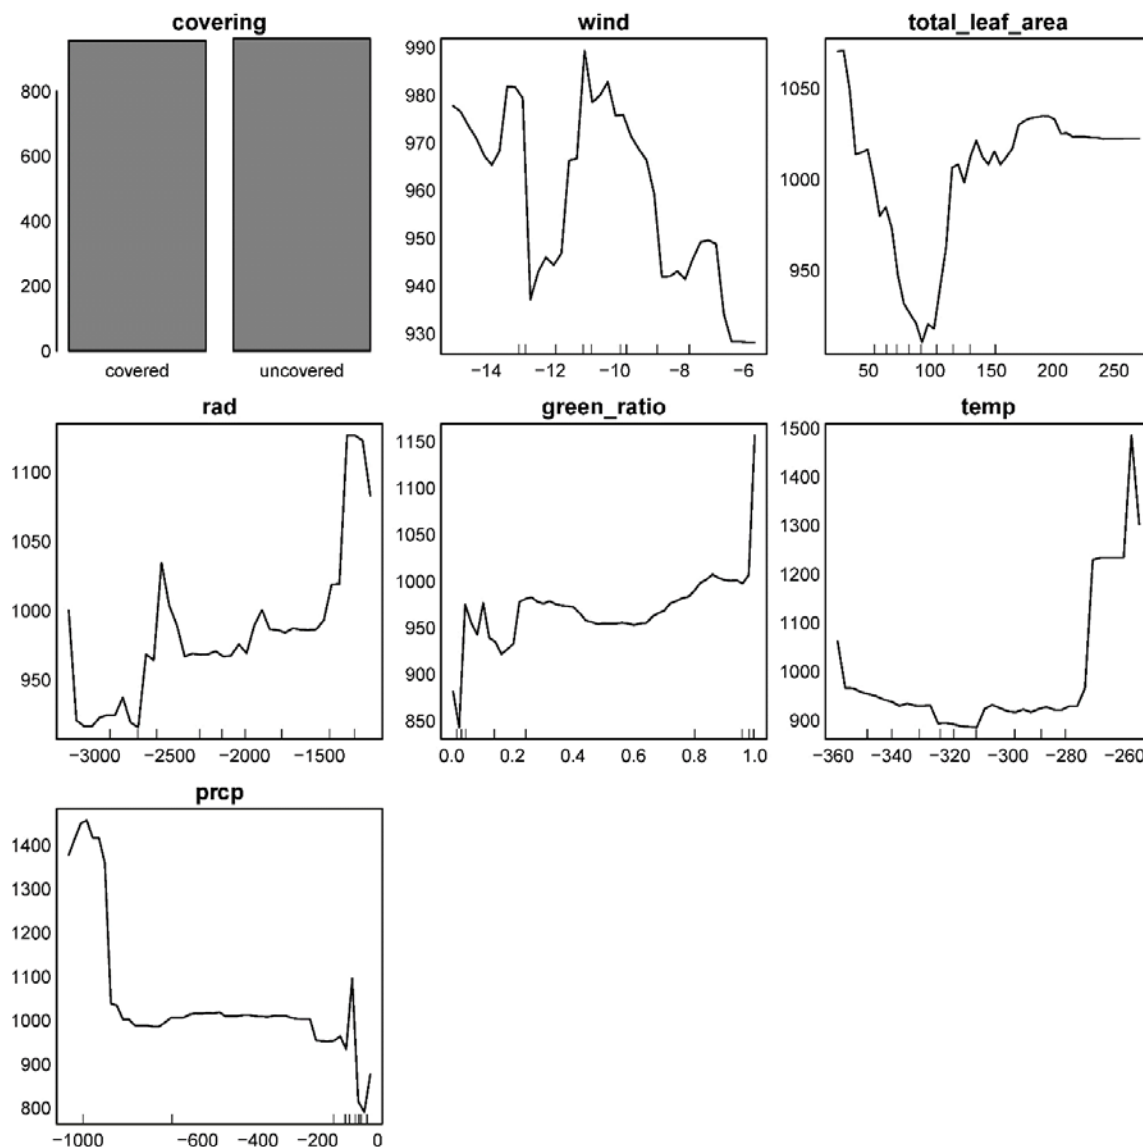 covering
800
600
400
200
0
covered uncovered
wind
990
980
970
960
950
940
930
−14 −12 −10 −8 −6
total_leaf_area
1050
1000
950
50 100 150 200 250
rad
1100
1050
1000
950
−3000 −2500 −2000 −1500
green_ratio
1150
1100
1050
1000
950
900
850
0.0 0.2 0.4 0.6 0.8 1.0
temp
1500
1400
1300
1200
1100
1000
900
−360 −340 −320 −300 −280 −260
prcp
1400
1300
1200
1100
1000
900
800
−1000 −600 −400 −200 0